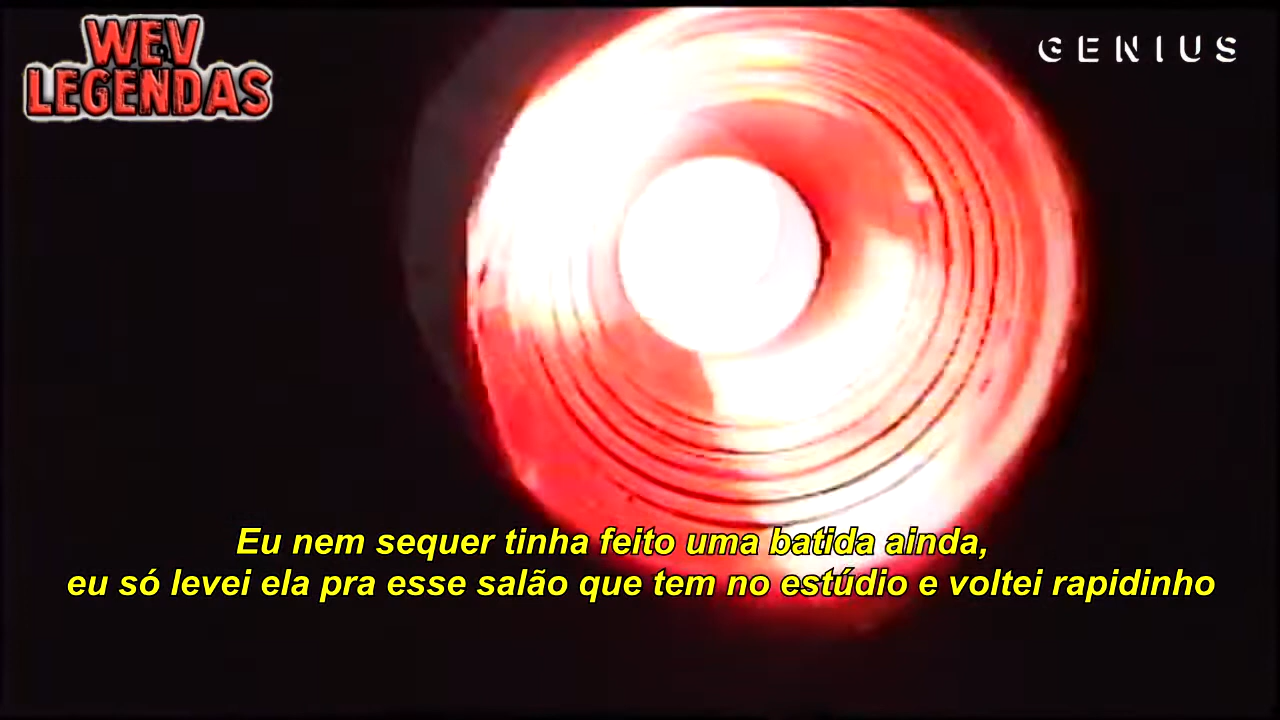 WEV
LEGENDAS
GENIUS
Eu nem sequer tinha feito uma batida ainda,
eu só levei ela pra esse salão que tem no estúdio e voltei rapidinho